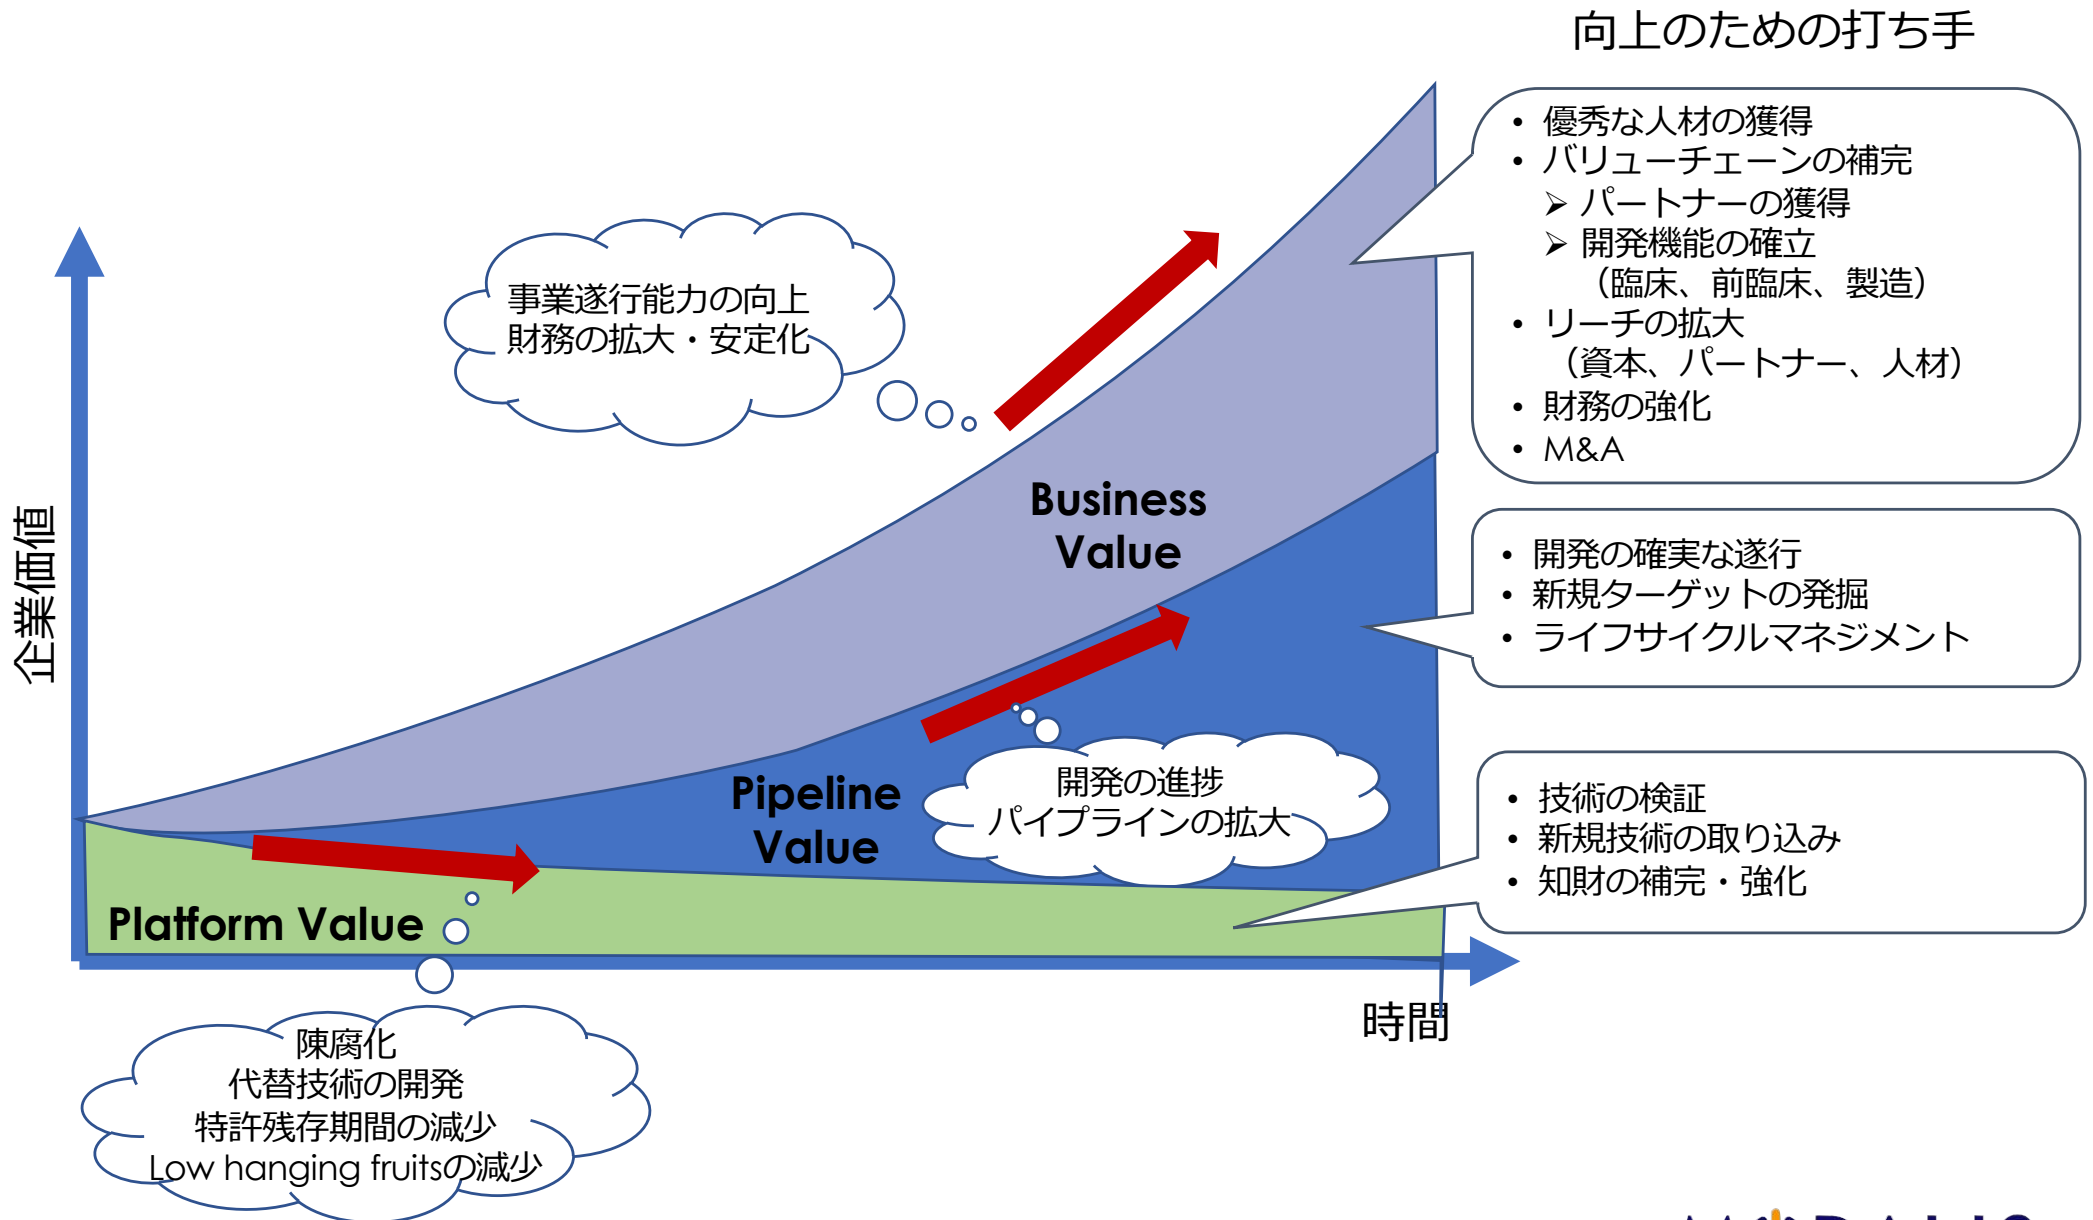 向上のための打ち手
• 優秀な人材の獲得
• バリューチェーンの補完
➢ パートナーの獲得
➢ 開発機能の確立
（臨床、前臨床、製造）
• リーチの拡大
（資本、パートナー、人材）
• 財務の強化
• M&A
事業遂行能力の向上
財務の拡大・安定化
企業価値
Business
Value
• 開発の確実な遂行
• 新規ターゲットの発掘
• ライフサイクルマネジメント
Pipeline
Value
開発の進捗
パイプラインの拡大
• 技術の検証
• 新規技術の取り込み
• 知財の補完・強化
Platform Value
時間
陳腐化
代替技術の開発
特許残存期間の減少
Low hanging fruitsの減少